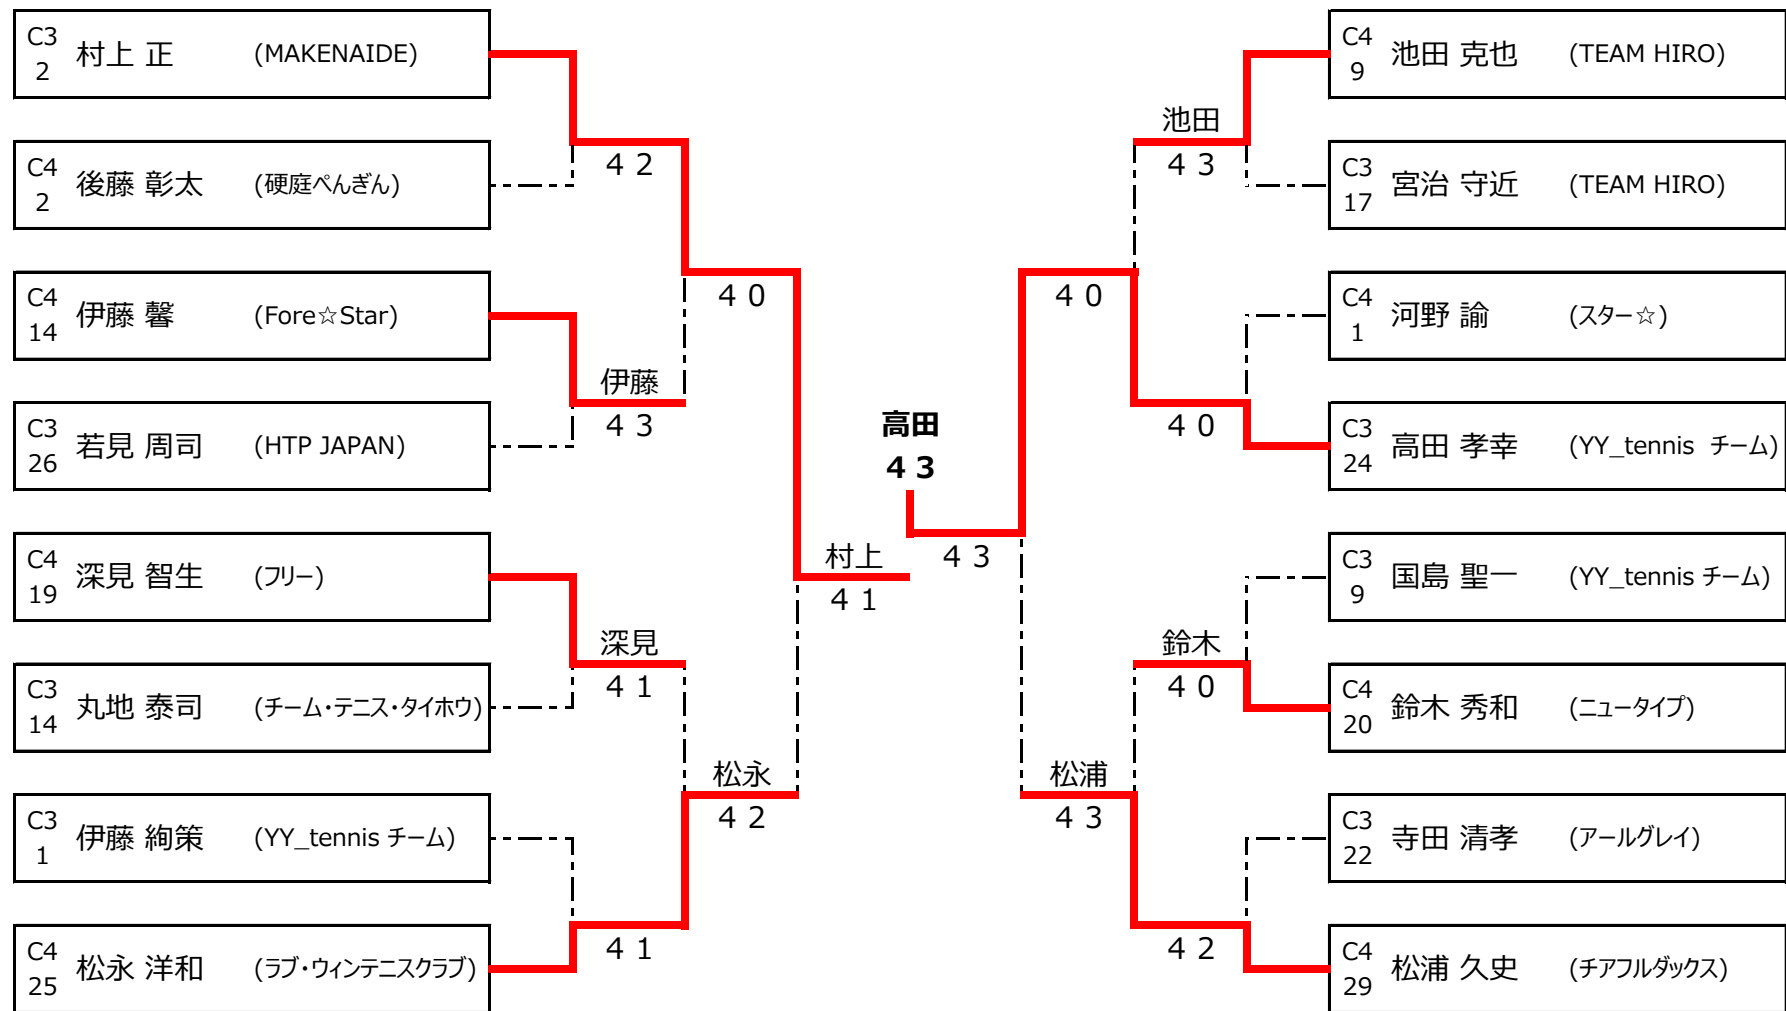 C3
2
村上 正 (MAKENAIDE)
C4
2
後藤 彰太 (硬庭ぺんぎん)
4 2
C4
14
伊藤 馨 (Fore☆Star)
4 0
伊藤
4 3
C3
26
若見 周司 (HTP JAPAN)
C4
19
深見 智生 (フリー)
村上
4 1
深見
4 1
C3
14
丸地 泰司 (チーム・テニス・タイホウ)
松永
4 2
C3
1
伊藤 絢策 (YY_tennis チーム)
4 1
C4
25
松永 洋和 (ラブ・ウィンテニスクラブ)
高田
4 3
4 3
C4
9
池田 克也 (TEAM HIRO)
池田
4 3
C3
17
宮治 守近 (TEAM HIRO)
4 0
C4
1
河野 諭 (スター☆)
4 0
C3
24
高田 孝幸 (YY_tennis チーム)
C3
9
国島 聖一 (YY_tennis チーム)
鈴木
4 0
C4
20
鈴木 秀和 (ニュータイプ)
松浦
4 3
C3
22
寺田 清孝 (アールグレイ)
4 2
C4
29
松浦 久史 (チアフルダックス)